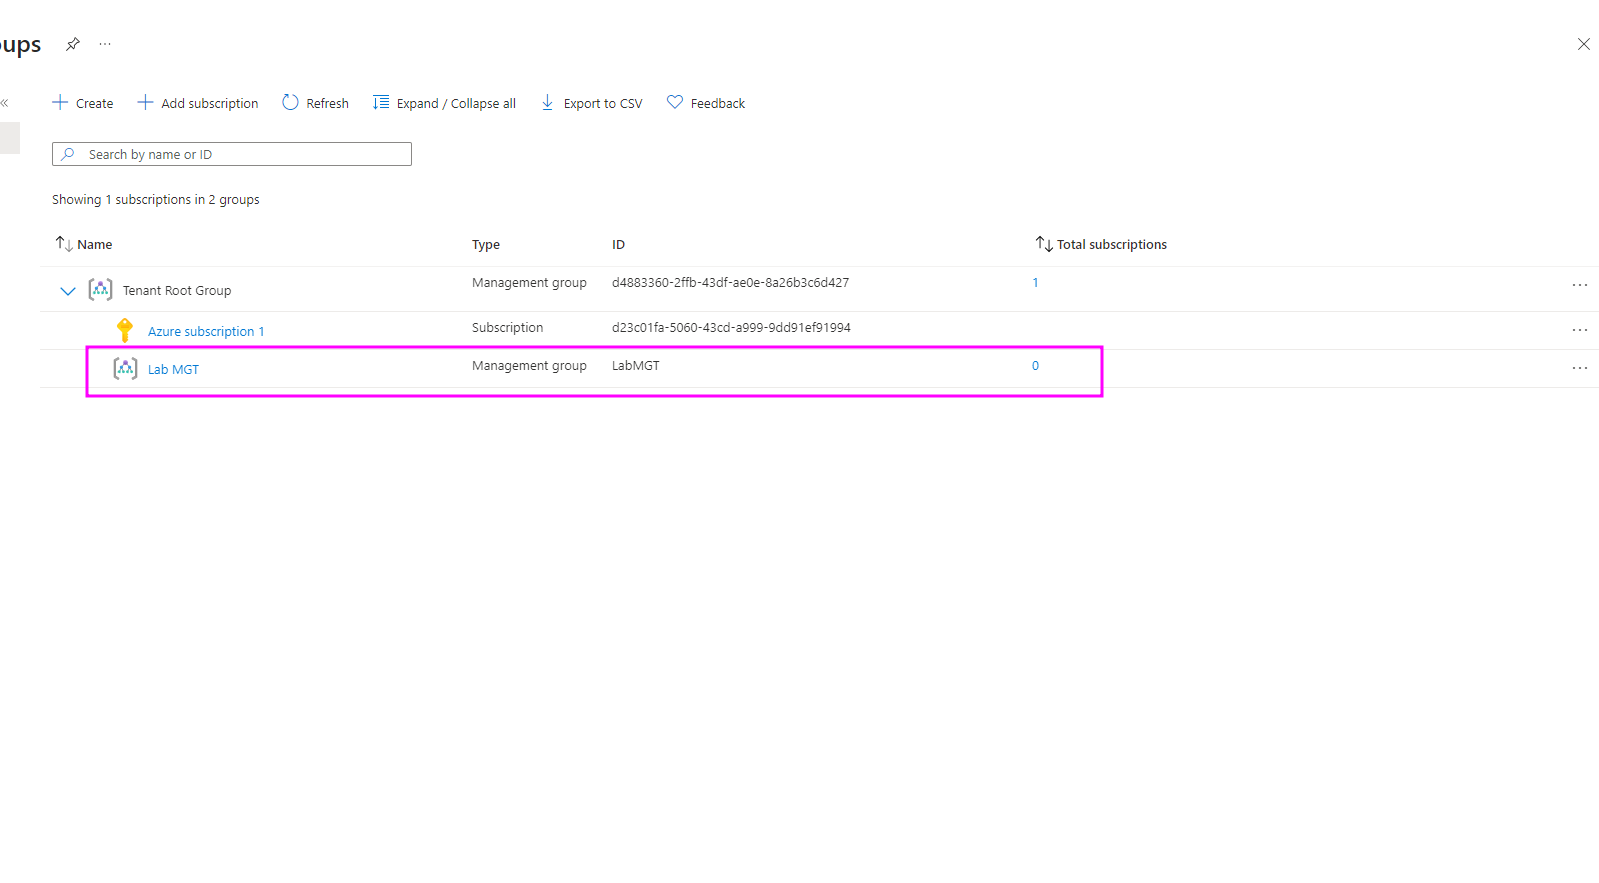 oups
Create Add subscription Refresh Expand / Collapse all Export to CSV Feedback
Search by name or ID
Showing 1 subscriptions in 2 groups
Name Type ID Total subscriptions
Tenant Root Group Management group d4883360-2ffb-43df-ae0e-8a26b3c6d427 1
Azure subscription 1 Subscription d23c01fa-5060-43cd-a999-9dd91ef91994
Lab MGT Management group LabMGT 0